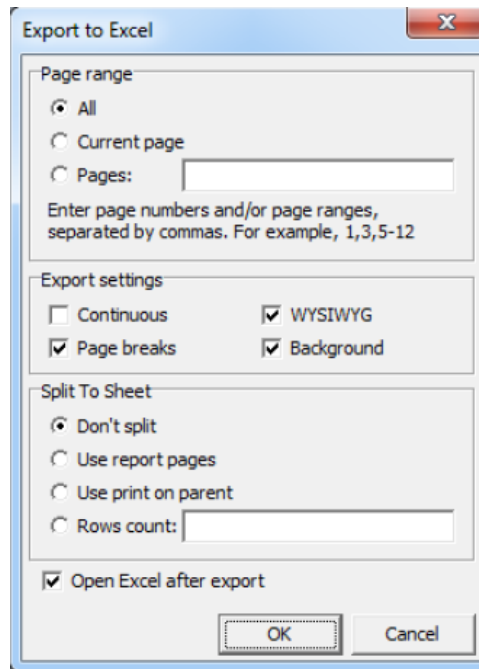 Export to Excel
Page range
All
Current page
Pages:
Enter page numbers and/or page ranges,
separated by commas. For example, 1,3,5-12
Export settings
Continuous
WYSIWYG
Page breaks
Background
Split To Sheet
Don't split
Use report pages
Use print on parent
Rows count:
Open Excel after export
OK
Cancel